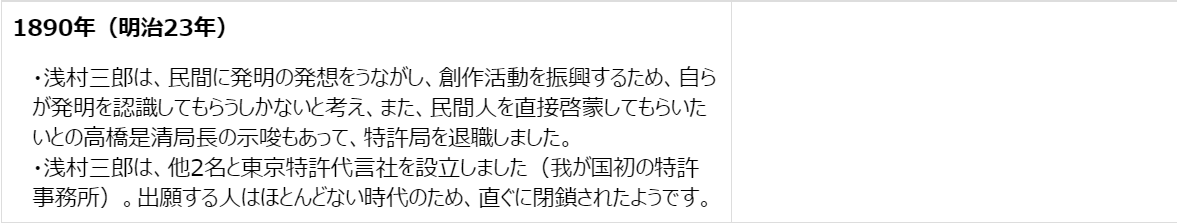 1890年（明治23年）
・浅村三郎は、民間に発明の発想をうながし、創作活動を振興するため、自ら
が発明を認識してもらうしかないと考え、また、民間人を直接啓蒙してもらいた
いとの高橋是清局長の示唆もあって、特許局を退職しました。
・浅村三郎は、他2名と東京特許代言社を設立しました（我が国初の特許
事務所）。出願する人はほとんどない時代のため、直ぐに閉鎖されたようです。